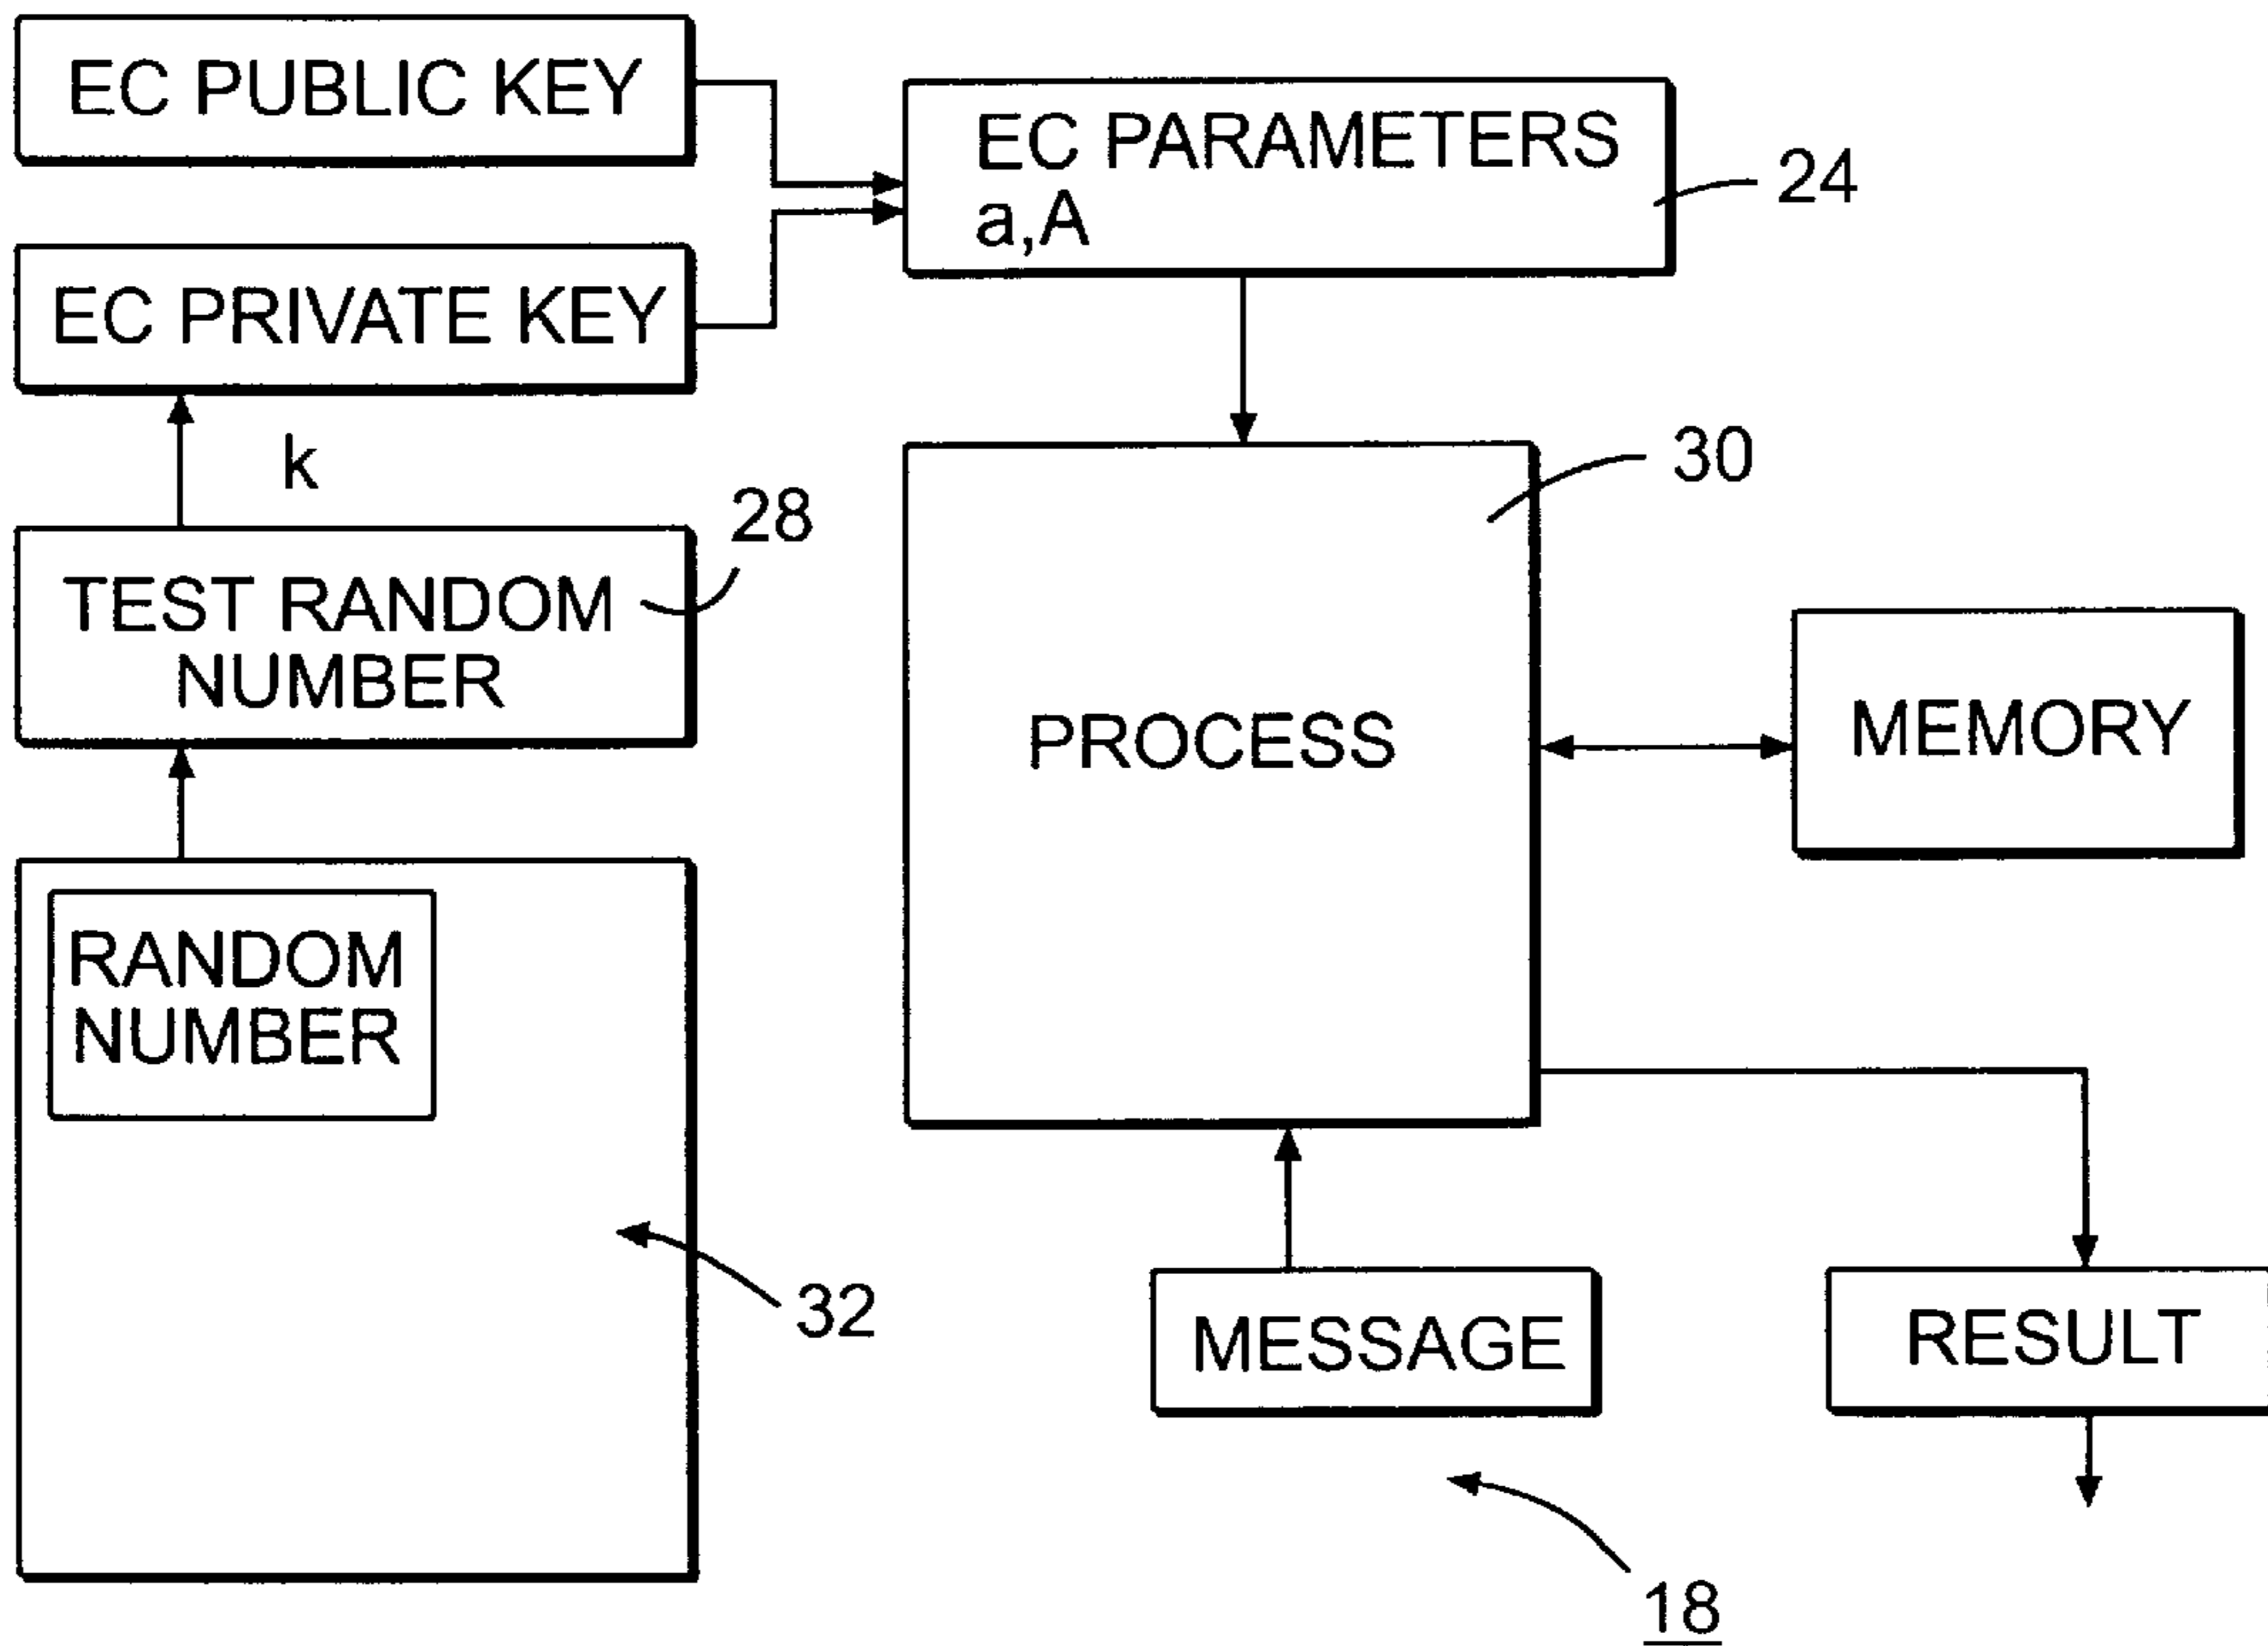 EC PUBLIC KEY
EC PARAMETERS
a,A
24
EC PRIVATE KEY
k
28
30
TEST RANDOM
NUMBER
PROCESS
MEMORY
RANDOM
NUMBER
32
MESSAGE
RESULT
18